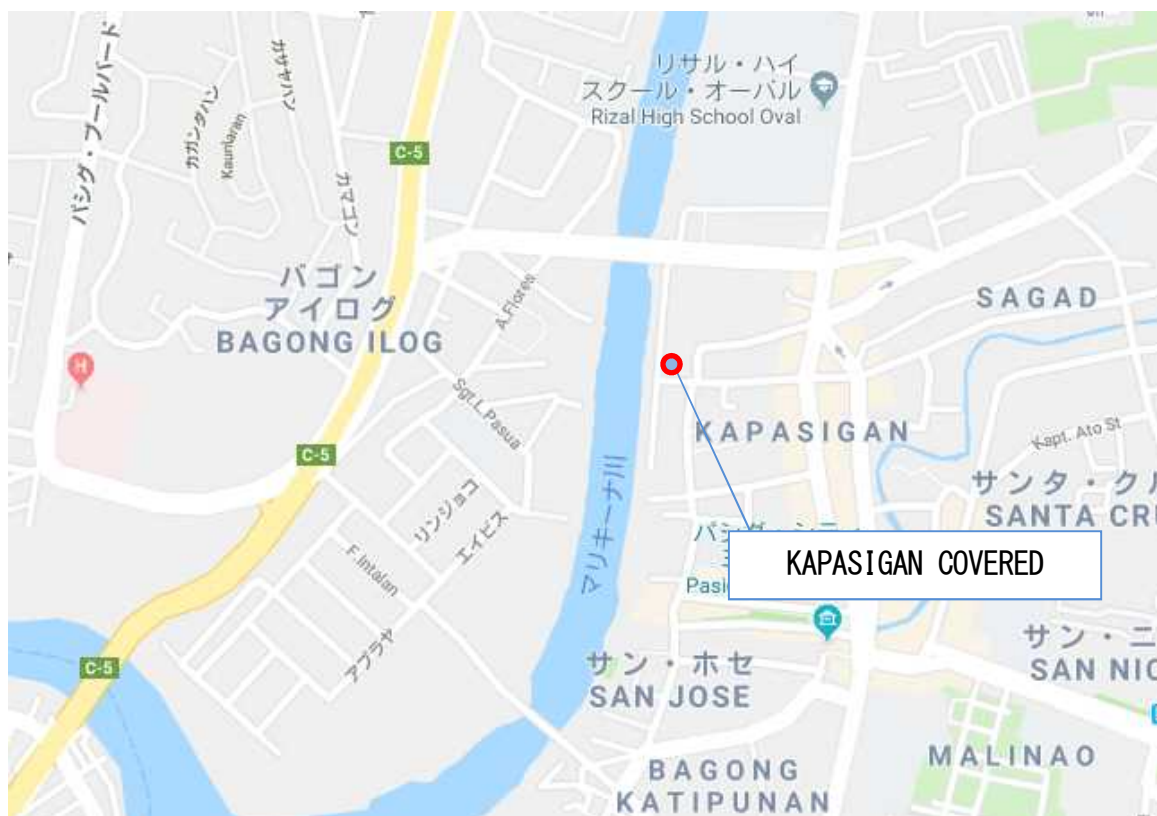 リサル・ハイ
スクール・オーバル
Rizal High School Oval
パシグ・ブールバード
カガンタハン
Kaunlaran
カサヤハン
カマゴン
C-5
バゴン
アイログ
BAGONG ILOG
A.Flores
SAGAD
Sgt.L.Pasua
KAPASIGAN
Kapt. Ato St
C-5
サンタ・クル
SANTA CRU
リンジョコ
エイビス
マリキーナ川
F.Intalan
KAPASIGAN COVERED
Pasi
アプラヤ
サン・ホセ
SAN JOSE
サン・ニ
SAN NIC
C-5
MALINAO
BAGONG
KATIPUNAN
H